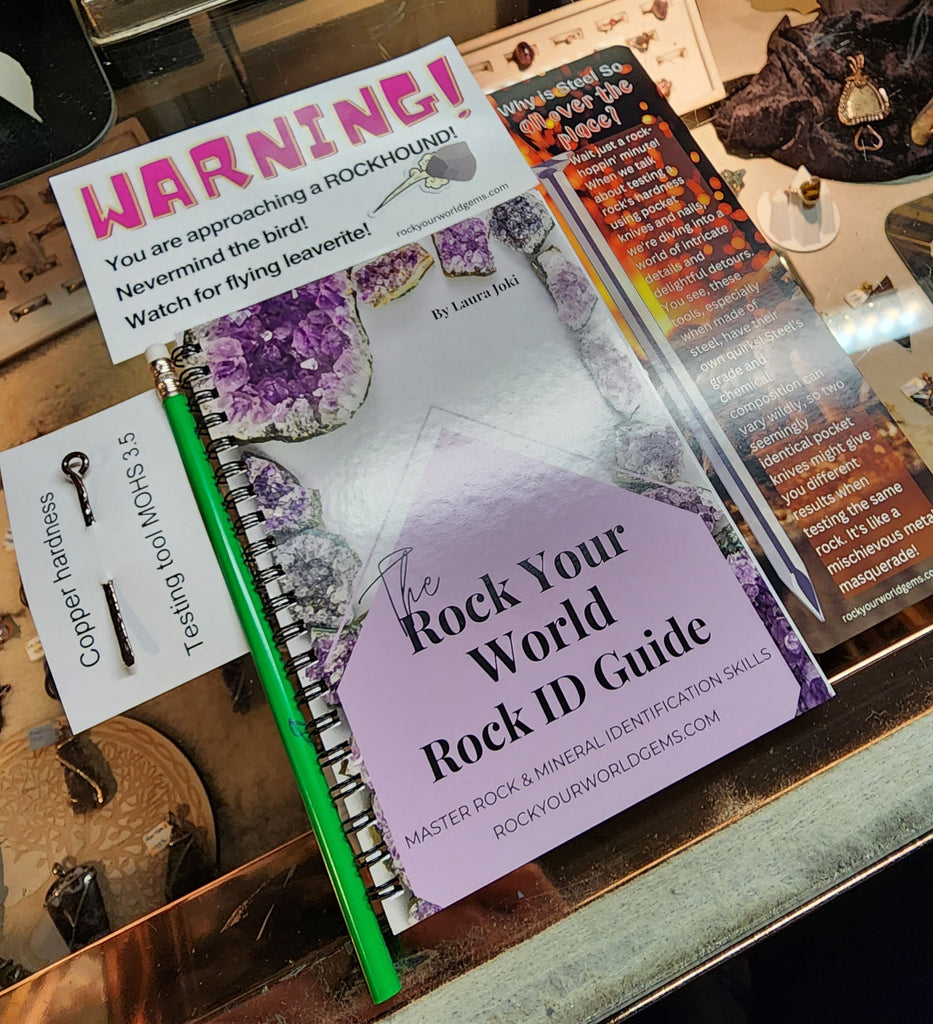 WARNING!
You are approaching a ROCKHOUND!
Nevermind the bird!
Watch for flying leaverite!
rockyourworldgems.com
Why is Steel So
All over the
place?
Wait just a rock-
hoppin' minute!
When we talk
about testing a
rock's hardness
using pocket
knives and nails,
we're diving into a
world of intricate
details and
delightful detours.
You see, these
tools, especially
when made of
steel, have their
own quirks! Steel's
grade and
chemical
composition can
vary wildly, so two
seemingly
identical pocket
knives might give
you different
results when
testing the same
rock. It's like a
mischievous metal
masquerade!
rockyourworldgems.com
Copper hardness
Testing tool MOHS 3.5
By Laura Joki
The
Rock Your
World
Rock ID Guide
MASTER ROCK & MINERAL IDENTIFICATION SKILLS
ROCKYOURWORLDGEMS.COM